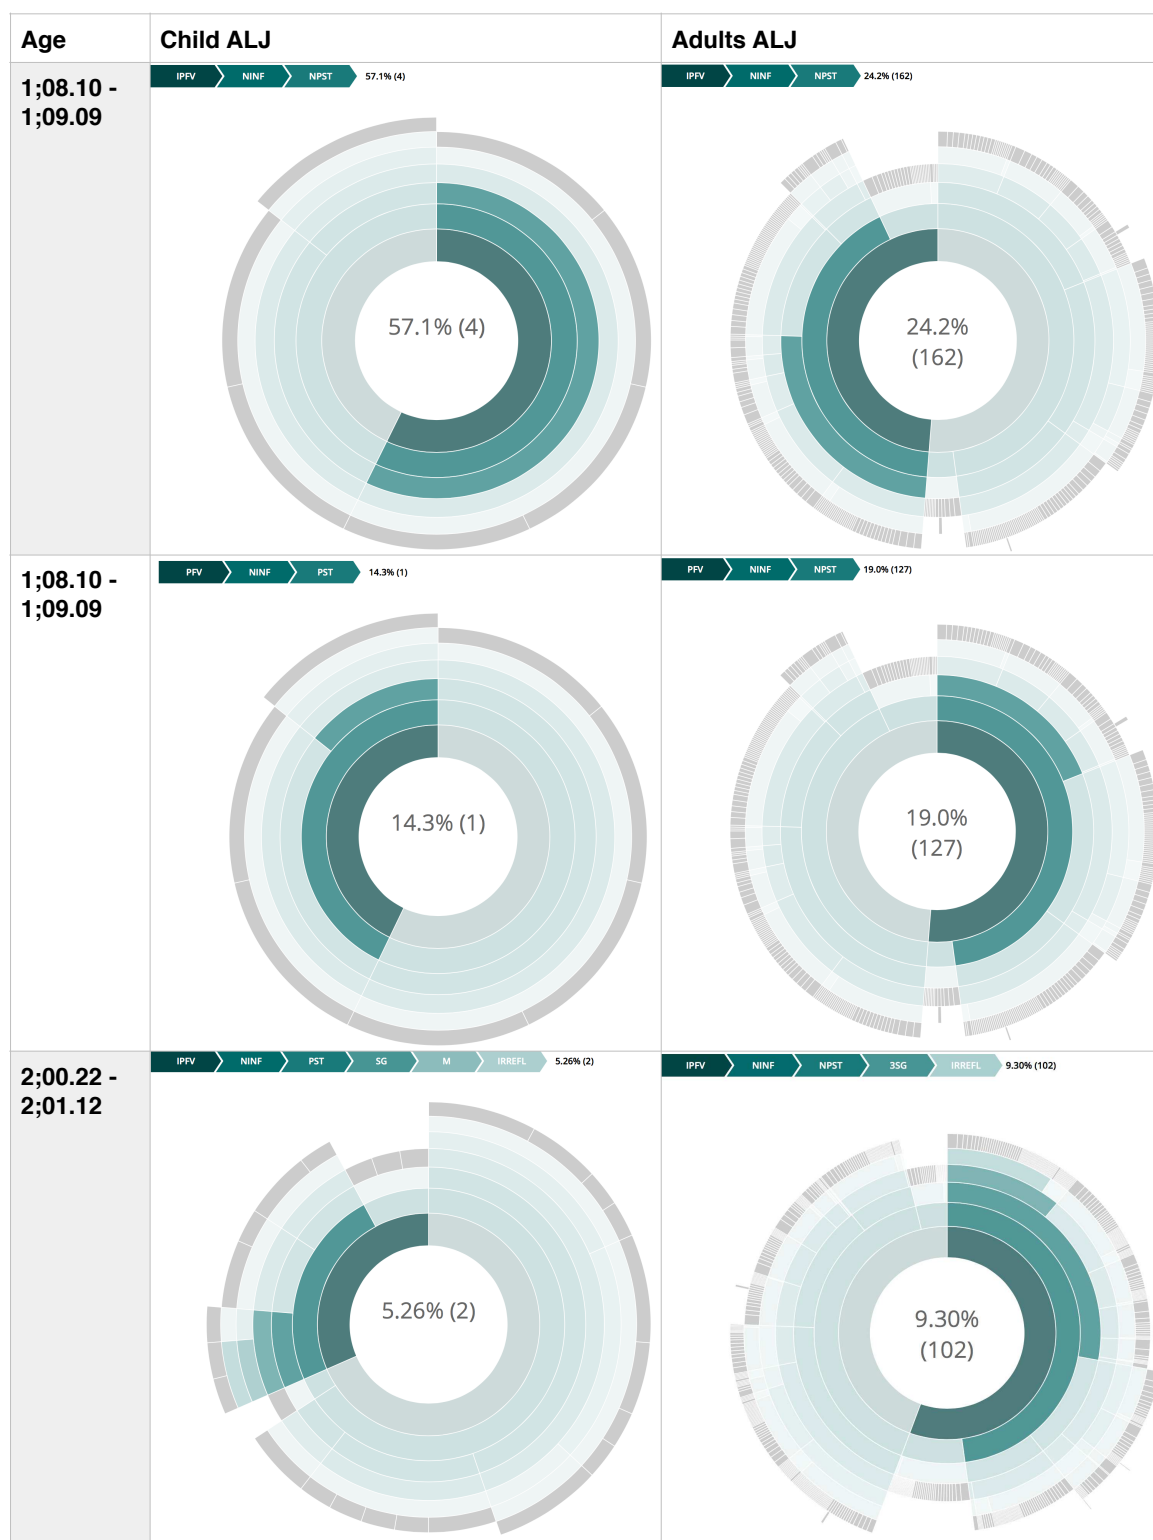 Age Child ALJ Adults ALJ
1;08.10 -
1;09.09
IPFV NINF NPST 57.1% (4)
57.1% (4)
IPFV NINF NPST 24.2% (162)
24.2%
(162)
1;08.10 -
1;09.09
PFV NINF PST 14.3% (1)
14.3% (1)
PFV NINF NPST 19.0% (127)
19.0%
(127)
2;00.22 -
2;01.12
IPFV NINF PST SG M IRREFL 5.26% (2)
5.26% (2)
IPFV NINF NPST 3SG IRREFL 9.30% (102)
9.30%
(102)